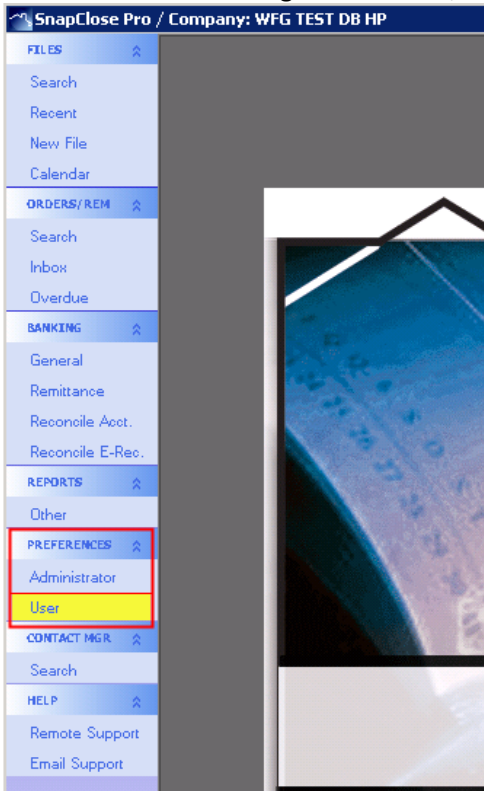 SnapClose Pro / Company: WFG TEST DB HP
FILES
Search
Recent
New File
Calendar
ORDERS/REM
Search
Inbox
Overdue
BANKING
General
Remittance
Reconcile Acct.
Reconcile E-Rec.
REPORTS
Other
PREFERENCES
Administrator
User
CONTACT MGR
Search
HELP
Remote Support
Email Support